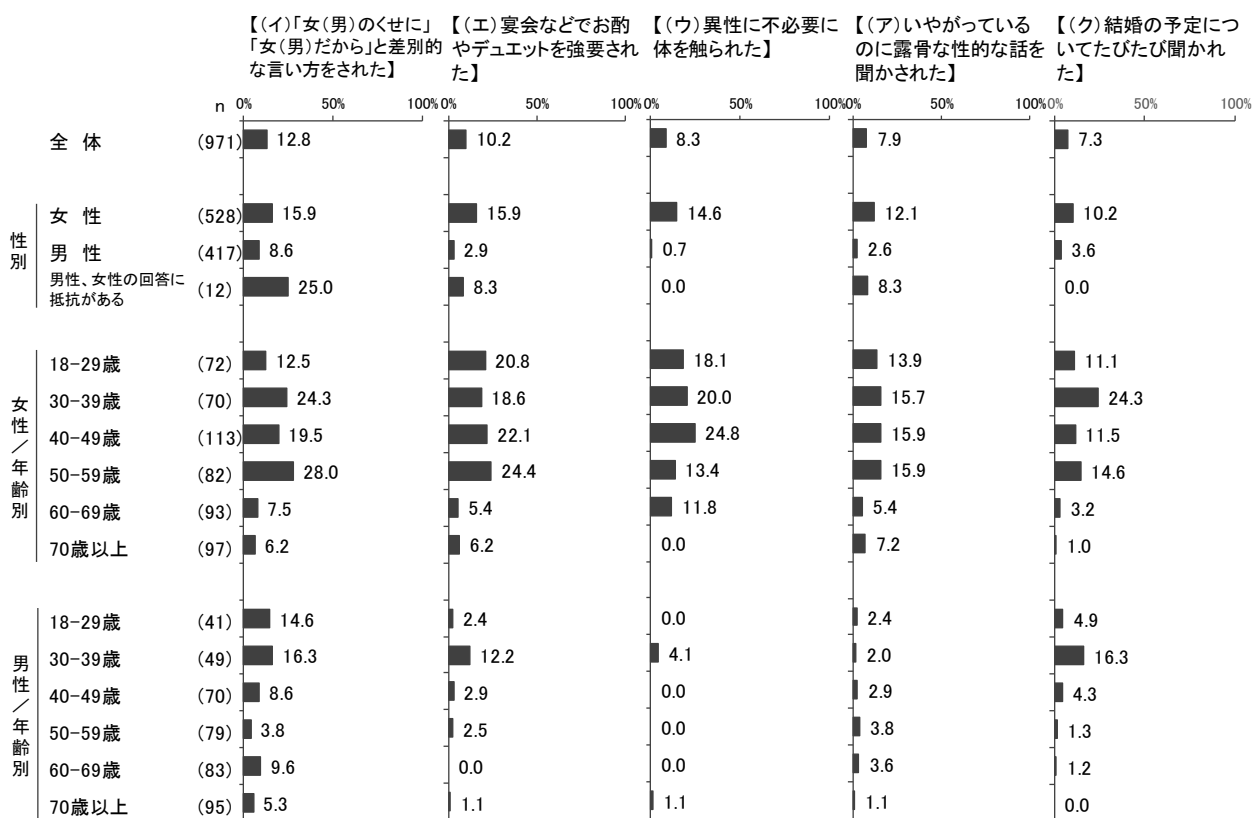 【(イ)「女(男)のくせに」
「女(男)だから」と差別的
な言い方をされた】
【(エ)宴会などでお酌
やデュエットを強要され
た】
【(ウ)異性に不必要に
体を触られた】
【(ア)いやがっている
のに露骨な性的な話を
聞かされた】
【(ク)結婚の予定につ
いてたびたび聞かれ
た】
n 0% 50% 100% 0% 50% 100% 0% 50% 100% 0% 50% 100% 0% 50% 100%
全 体 (971) 12.8 10.2 8.3 7.9 7.3
性別
女 性 (528) 15.9 15.9 14.6 12.1 10.2
男 性 (417) 8.6 2.9 0.7 2.6 3.6
男性、女性の回答に
抵抗がある (12) 25.0 8.3 0.0 8.3 0.0
女性/年齢別
18-29歳 (72) 12.5 20.8 18.1 13.9 11.1
30-39歳 (70) 24.3 18.6 20.0 15.7 24.3
40-49歳 (113) 19.5 22.1 24.8 15.9 11.5
50-59歳 (82) 28.0 24.4 13.4 15.9 14.6
60-69歳 (93) 7.5 5.4 11.8 5.4 3.2
70歳以上 (97) 6.2 6.2 0.0 7.2 1.0
男性/年齢別
18-29歳 (41) 14.6 2.4 0.0 2.4 4.9
30-39歳 (49) 16.3 12.2 4.1 2.0 16.3
40-49歳 (70) 8.6 2.9 0.0 2.9 4.3
50-59歳 (79) 3.8 2.5 0.0 3.8 1.3
60-69歳 (83) 9.6 0.0 0.0 3.6 1.2
70歳以上 (95) 5.3 1.1 1.1 1.1 0.0